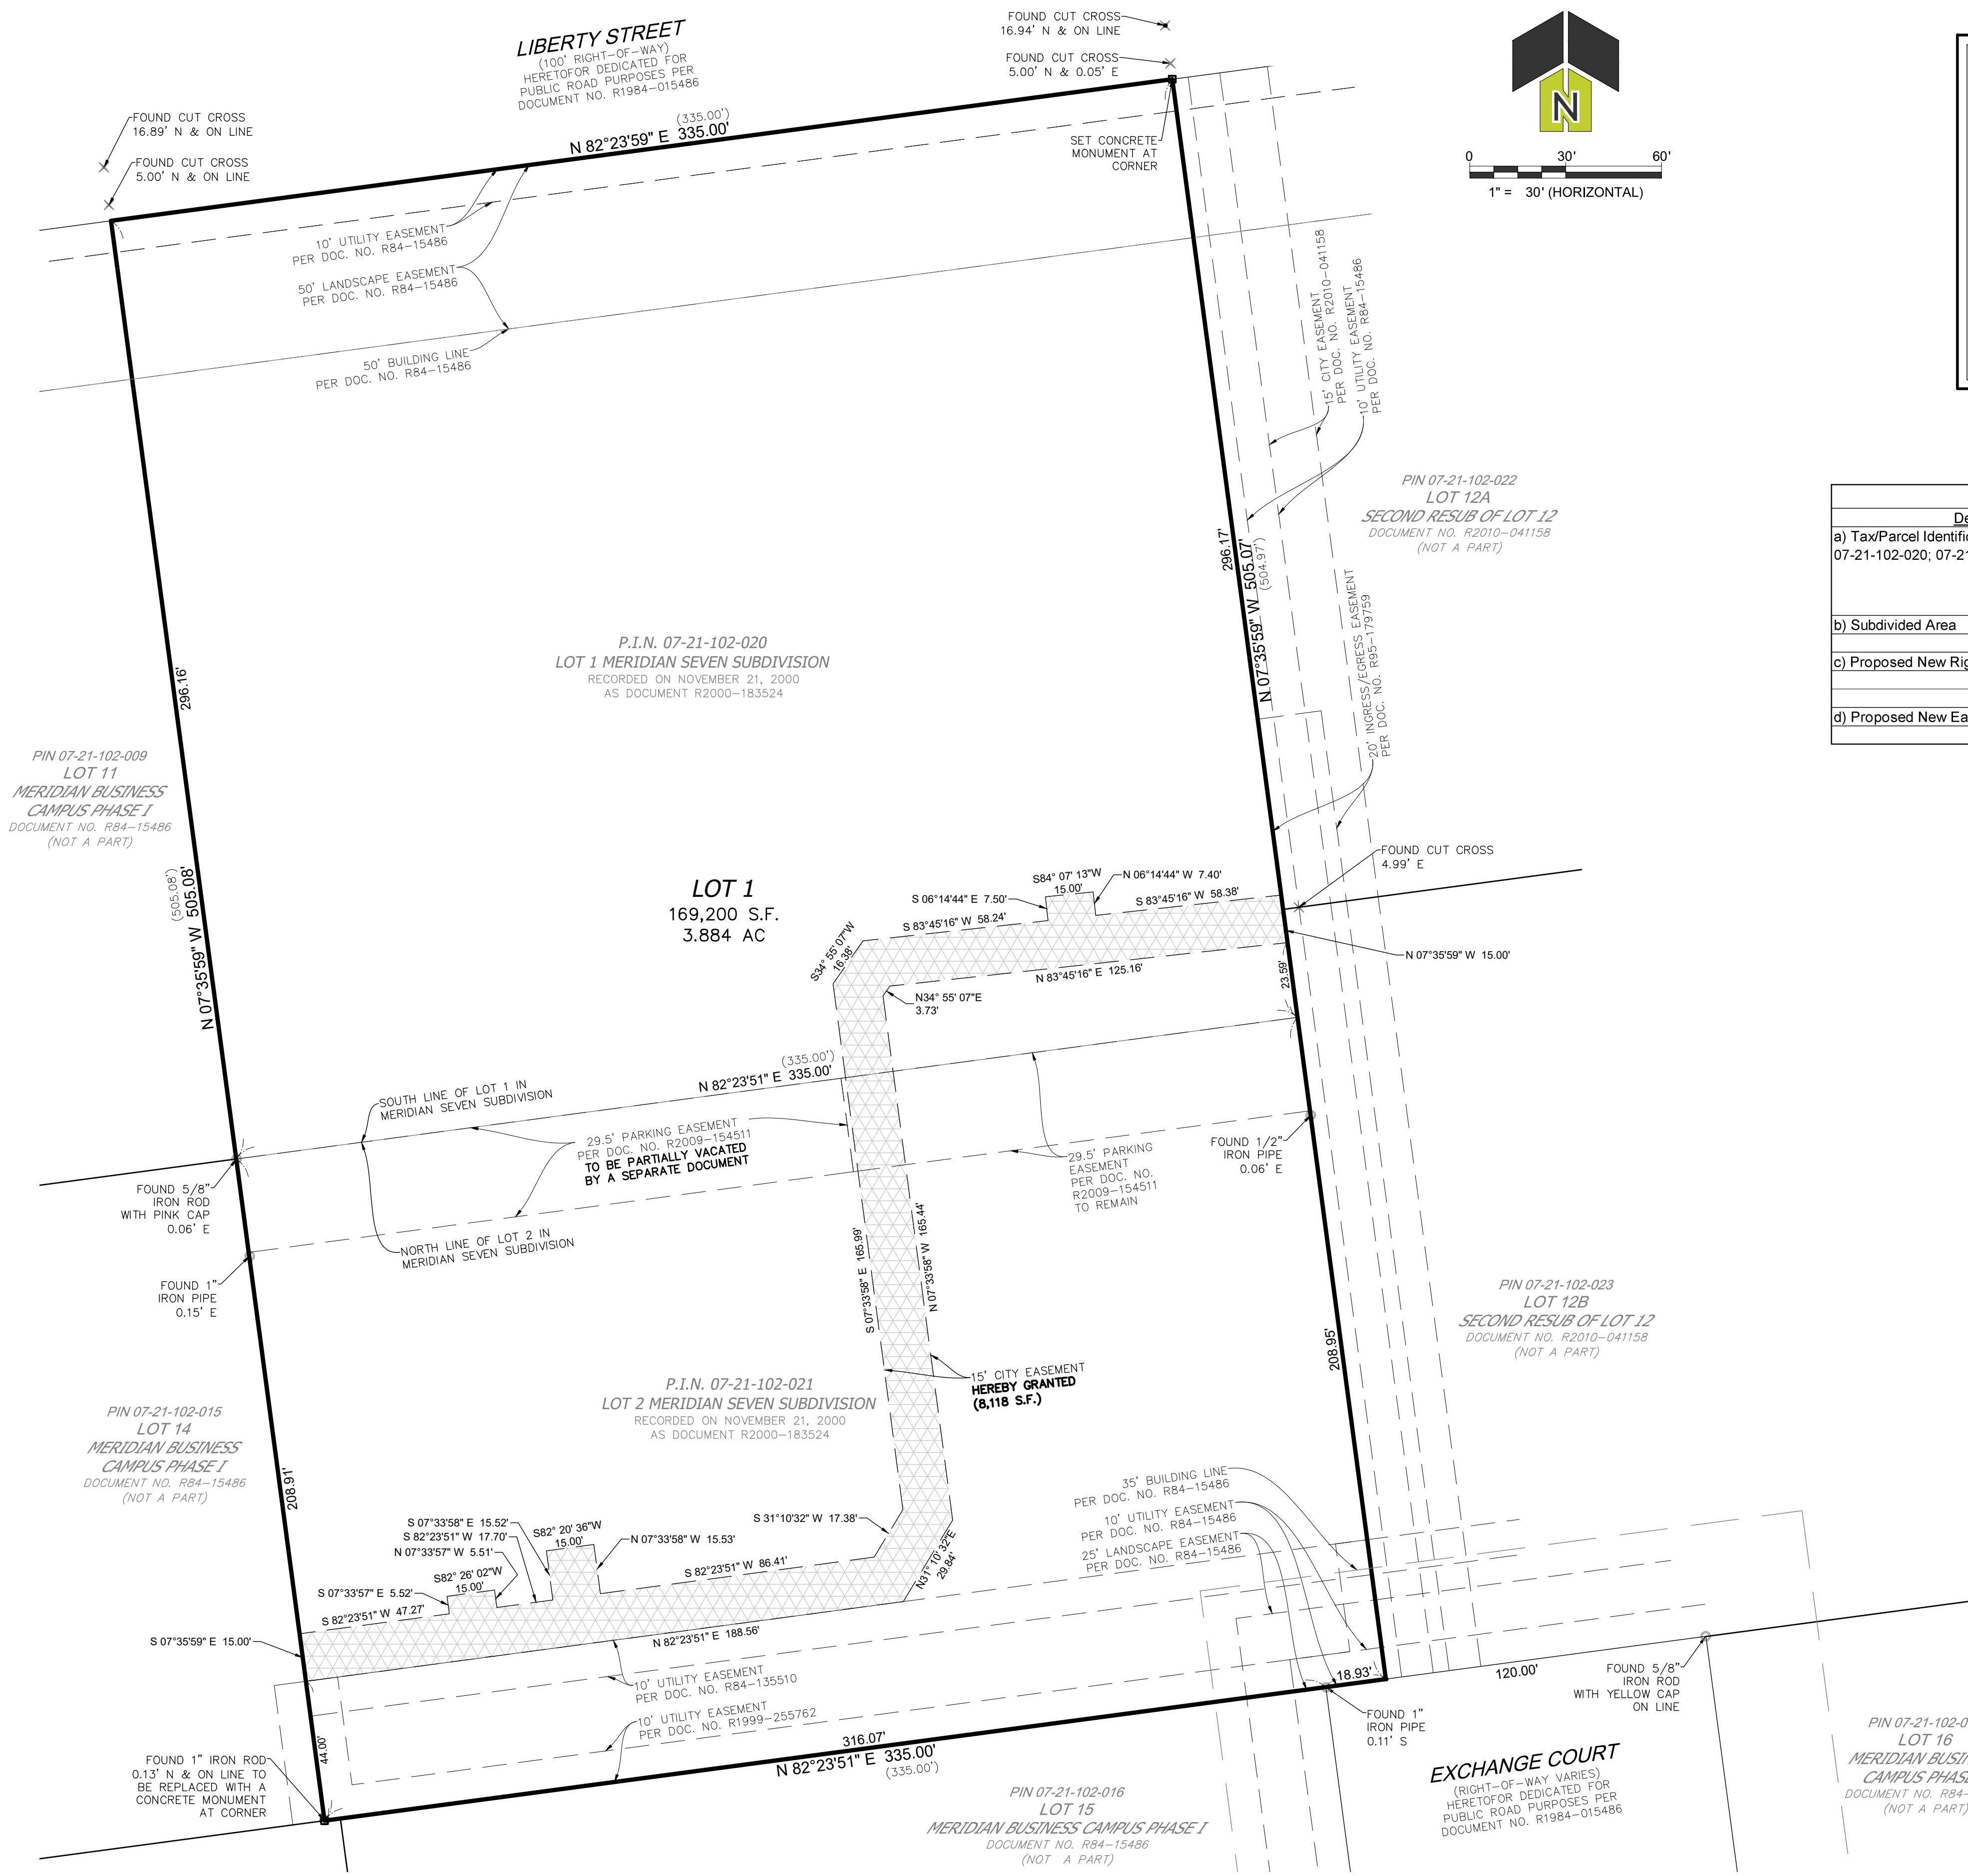 LIBERTY STREET
(100' RIGHT-OF-WAY)
HERETOFOR DEDICATED FOR
PUBLIC ROAD PURPOSES PER
DOCUMENT NO. R1984-015486
FOUND CUT CROSS
16.94' N & ON LINE
FOUND CUT CROSS
5.00' N & 0.05' E
FOUND CUT CROSS
16.89' N & ON LINE
FOUND CUT CROSS
5.00' N & ON LINE
(335.00')
N 82°23'59" E 335.00'
SET CONCRETE
MONUMENT AT
CORNER
N
0 30' 60'
1" = 30' (HORIZONTAL)
10' UTILITY EASEMENT
PER DOC. NO. R84-15486
50' LANDSCAPE EASEMENT
PER DOC. NO. R84-15486
50' BUILDING LINE
PER DOC. NO. R84-15486
15' CITY EASEMENT
PER DOC. NO. R2010-041158
10' UTILITY EASEMENT
PER DOC. NO. R84-15486
PIN 07-21-102-022
LOT 12A
SECOND RESUB OF LOT 12
DOCUMENT NO. R2010-041158
(NOT A PART)
De
a) Tax/Parcel Identific
07-21-102-020; 07-21
b) Subdivided Area
c) Proposed New Rig
d) Proposed New Ea
296.17'
N 07°35'59" W 505.07'
(504.97')
20' INGRESS/EGRESS EASEMENT
PER DOC. NO. R95-179759
P.I.N. 07-21-102-020
LOT 1 MERIDIAN SEVEN SUBDIVISION
RECORDED ON NOVEMBER 21, 2000
AS DOCUMENT R2000-183524
296.16'
PIN 07-21-102-009
LOT 11
MERIDIAN BUSINESS
CAMPUS PHASE I
DOCUMENT NO. R84-15486
(NOT A PART)
(505.08')
N 07°35'59" W 505.08'
LOT 1
169,200 S.F.
3.884 AC
FOUND CUT CROSS
4.99' E
S84° 07' 13"W
15.00'
N 06°14'44" W 7.40'
S 06°14'44" E 7.50'
S 83°45'16" W 58.38'
S 83°45'16" W 58.24'
S34° 55' 07"W
16.38'
N 07°35'59" W 15.00'
N 83°45'16" E 125.16'
23.59'
N34° 55' 07"E
3.73'
(335.00')
N 82°23'51" E 335.00'
SOUTH LINE OF LOT 1 IN
MERIDIAN SEVEN SUBDIVISION
29.5' PARKING EASEMENT
PER DOC. NO. R2009-154511
TO BE PARTIALLY VACATED
BY A SEPARATE DOCUMENT
29.5' PARKING
EASEMENT
PER DOC. NO.
R2009-154511
TO REMAIN
FOUND 1/2"
IRON PIPE
0.06' E
FOUND 5/8"
IRON ROD
WITH PINK CAP
0.06' E
NORTH LINE OF LOT 2 IN
MERIDIAN SEVEN SUBDIVISION
FOUND 1"
IRON PIPE
0.15' E
S 07°33'58" E 165.99'
N 07°33'58" W 165.44'
PIN 07-21-102-023
LOT 12B
SECOND RESUB OF LOT 12
DOCUMENT NO. R2010-041158
(NOT A PART)
208.95'
15' CITY EASEMENT
HEREBY GRANTED
(8,118 S.F.)
P.I.N. 07-21-102-021
LOT 2 MERIDIAN SEVEN SUBDIVISION
RECORDED ON NOVEMBER 21, 2000
AS DOCUMENT R2000-183524
PIN 07-21-102-015
LOT 14
MERIDIAN BUSINESS
CAMPUS PHASE I
DOCUMENT NO. R84-15486
(NOT A PART)
208.91'
35' BUILDING LINE
PER DOC. NO. R84-15486
10' UTILITY EASEMENT
PER DOC. NO. R84-15486
25' LANDSCAPE EASEMENT
PER DOC. NO. R84-15486
S 07°33'58" E 15.52'
S 82°23'51" W 17.70'
N 07°33'57" W 5.51'
S82° 20' 36"W
15.00'
N 07°33'58" W 15.53'
S 31°10'32" W 17.38'
S82° 26' 02"W
15.00'
S 07°33'57" E 5.52'
S 82°23'51" W 86.41'
N31° 10' 32"E
29.84'
S 82°23'51" W 47.27'
S 07°35'59" E 15.00'
N 82°23'51" E 188.56'
10' UTILITY EASEMENT
PER DOC. NO. R84-135510
10' UTILITY EASEMENT
PER DOC. NO. R1999-255762
18.93'
120.00'
FOUND 5/8"
IRON ROD
WITH YELLOW CAP
ON LINE
FOUND 1"
IRON PIPE
0.11' S
44.00'
FOUND 1" IRON ROD
0.13' N & ON LINE TO
BE REPLACED WITH A
CONCRETE MONUMENT
AT CORNER
316.07'
N 82°23'51" E 335.00'
(335.00')
PIN 07-21-102-016
LOT 15
MERIDIAN BUSINESS CAMPUS PHASE I
DOCUMENT NO. R84-15486
(NOT A PART)
EXCHANGE COURT
(RIGHT-OF-WAY VARIES)
HERETOFOR DEDICATED FOR
PUBLIC ROAD PURPOSES PER
DOCUMENT NO. R1984-015486
PIN 07-21-102-0
LOT 16
MERIDIAN BUSIN
CAMPUS PHASE
DOCUMENT NO. R84-
(NOT A PART)